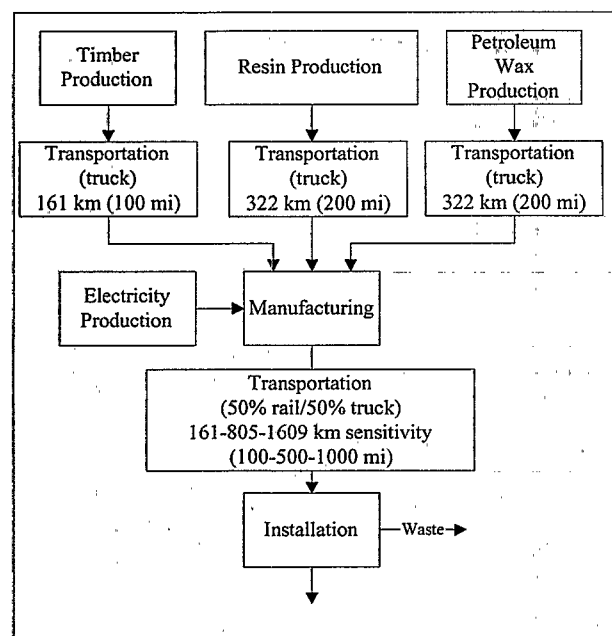 Timber
Production
Resin Production
Petroleum
Wax
Production
Transportation
(truck)
161 km (100 mi)
Transportation
(truck)
322 km (200 mi)
Transportation
(truck)
322 km (200 mi)
Electricity
Production
Manufacturing
Transportation
(50% rail/50% truck)
161-805-1609 km sensitivity
(100-500-1000 mi)
Installation
Waste